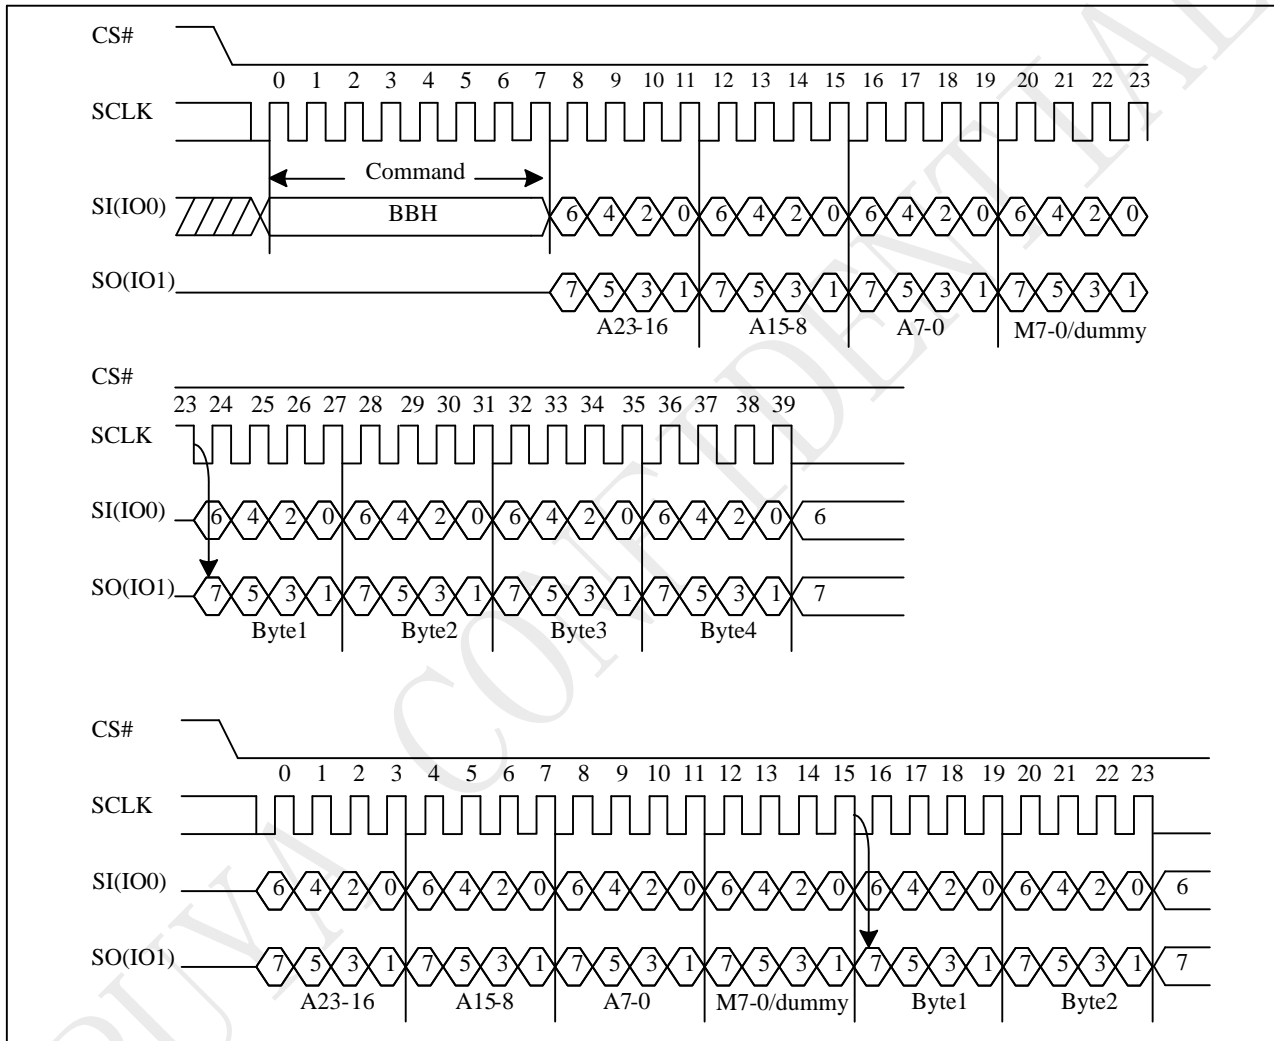 CS#
0 1 2 3 4 5 6 7 8 9 10 11 12 13 14 15 16 17 18 19 20 21 22 23
SCLK
Command
SI(IO0) BBH 6 4 2 0 6 4 2 0 6 4 2 0 6 4 2 0
SO(IO1) 7 5 3 1 7 5 3 1 7 5 3 1 7 5 3 1
A23-16 A15-8 A7-0 M7-0/dummy
CS#
23 24 25 26 27 28 29 30 31 32 33 34 35 36 37 38 39
SCLK
SI(IO0) 6 4 2 0 6 4 2 0 6 4 2 0 6 4 2 0 6
SO(IO1) 7 5 3 1 7 5 3 1 7 5 3 1 7 5 3 1 7
Byte1 Byte2 Byte3 Byte4
CS#
0 1 2 3 4 5 6 7 8 9 10 11 12 13 14 15 16 17 18 19 20 21 22 23
SCLK
SI(IO0) 6 4 2 0 6 4 2 0 6 4 2 0 6 4 2 0 6 4 2 0 6 4 2 0 6
SO(IO1) 7 5 3 1 7 5 3 1 7 5 3 1 7 5 3 1 7 5 3 1 7 5 3 1 7
A23-16 A15-8 A7-0 M7-0/dummy Byte1 Byte2
PUYA CONFIDENTIAL